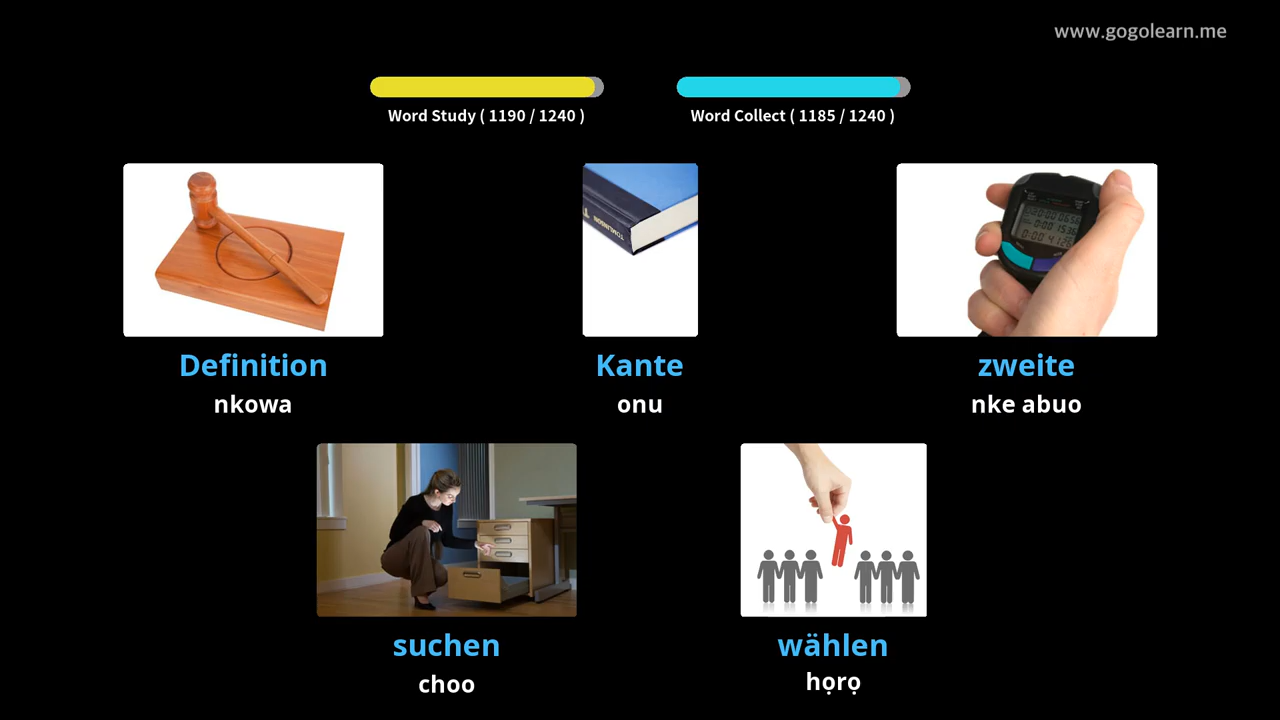 www.gogolearn.me
Word Study ( 1190 / 1240 )
Word Collect ( 1185 / 1240 )
TOMLINSON
Definition
nkowa
Kante
onu
zweite
nke abuo
suchen
choo
wählen
họrọ